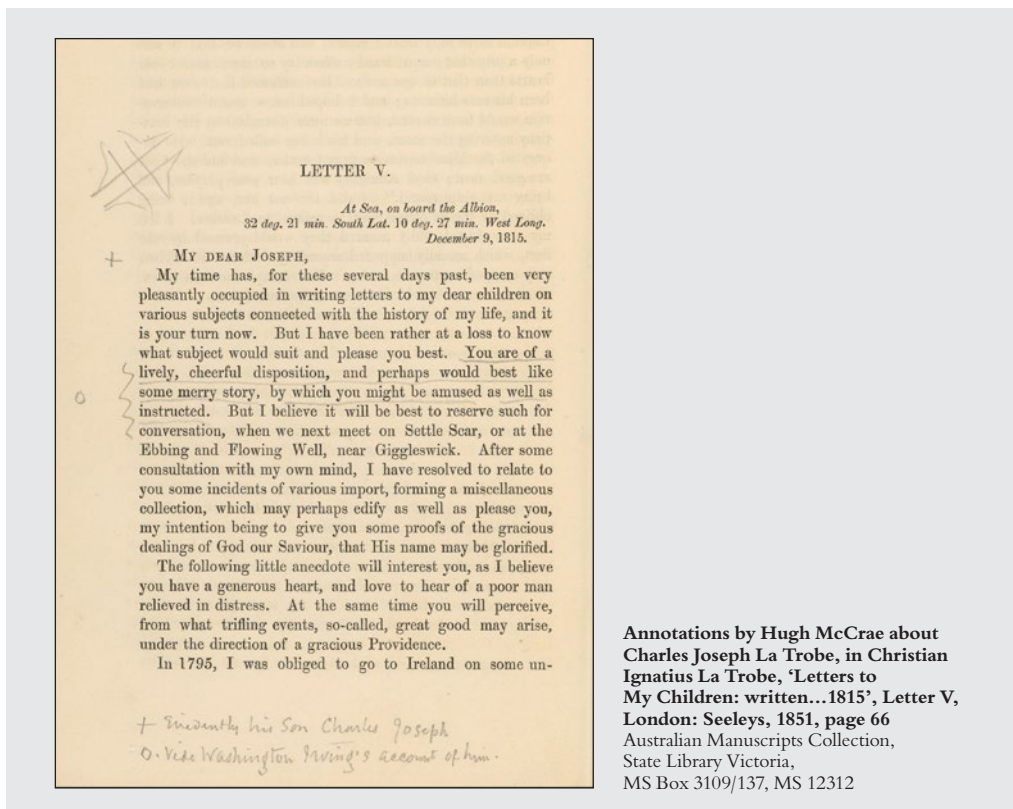 LETTER V.
At Sea, on board the Albion,
32 deg. 21 min. South Lat. 10 deg. 27 min. West Long.
December 9, 1815.
+ MY DEAR JOSEPH,
My time has, for these several days past, been very
pleasantly occupied in writing letters to my dear children on
various subjects connected with the history of my life, and it
is your turn now. But I have been rather at a loss to know
what subject would suit and please you best. You are of a
lively, cheerful disposition, and perhaps would best like
o some merry story, by which you might be amused as well as
instructed. But I believe it will be best to reserve such for
conversation, when we next meet on Settle Scar, or at the
Ebbing and Flowing Well, near Giggleswick. After some
consultation with my own mind, I have resolved to relate to
you some incidents of various import, forming a miscellaneous
collection, which may perhaps edify as well as please you,
my intention being to give you some proofs of the gracious
dealings of God our Saviour, that His name may be glorified.
The following little anecdote will interest you, as I believe
you have a generous heart, and love to hear of a poor man
relieved in distress. At the same time you will perceive,
from what trifling events, so-called, great good may arise,
under the direction of a gracious Providence.
In 1795, I was obliged to go to Ireland on some un-
+ Evidently his Son Charles Joseph
O. Vide Washington Irving's account of him.
Annotations by Hugh McCrae about
Charles Joseph La Trobe, in Christian
Ignatius La Trobe, ‘Letters to
My Children: written…1815’, Letter V,
London: Seeleys, 1851, page 66
Australian Manuscripts Collection,
State Library Victoria,
MS Box 3109/137, MS 12312